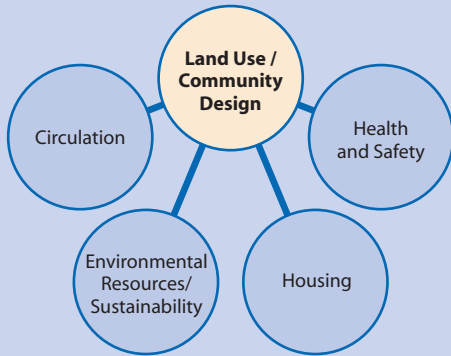 Land Use /
Community
Design
Circulation
Health
and Safety
Environmental
Resources/
Sustainability
Housing